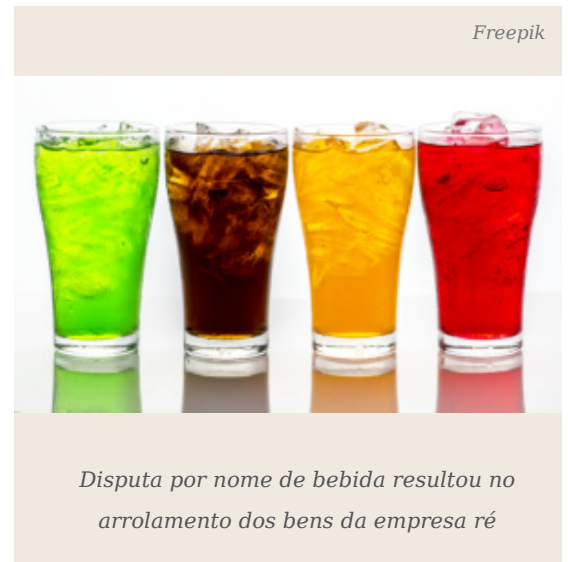 Freepik
Disputa por nome de bebida resultou no
arrolamento dos bens da empresa ré